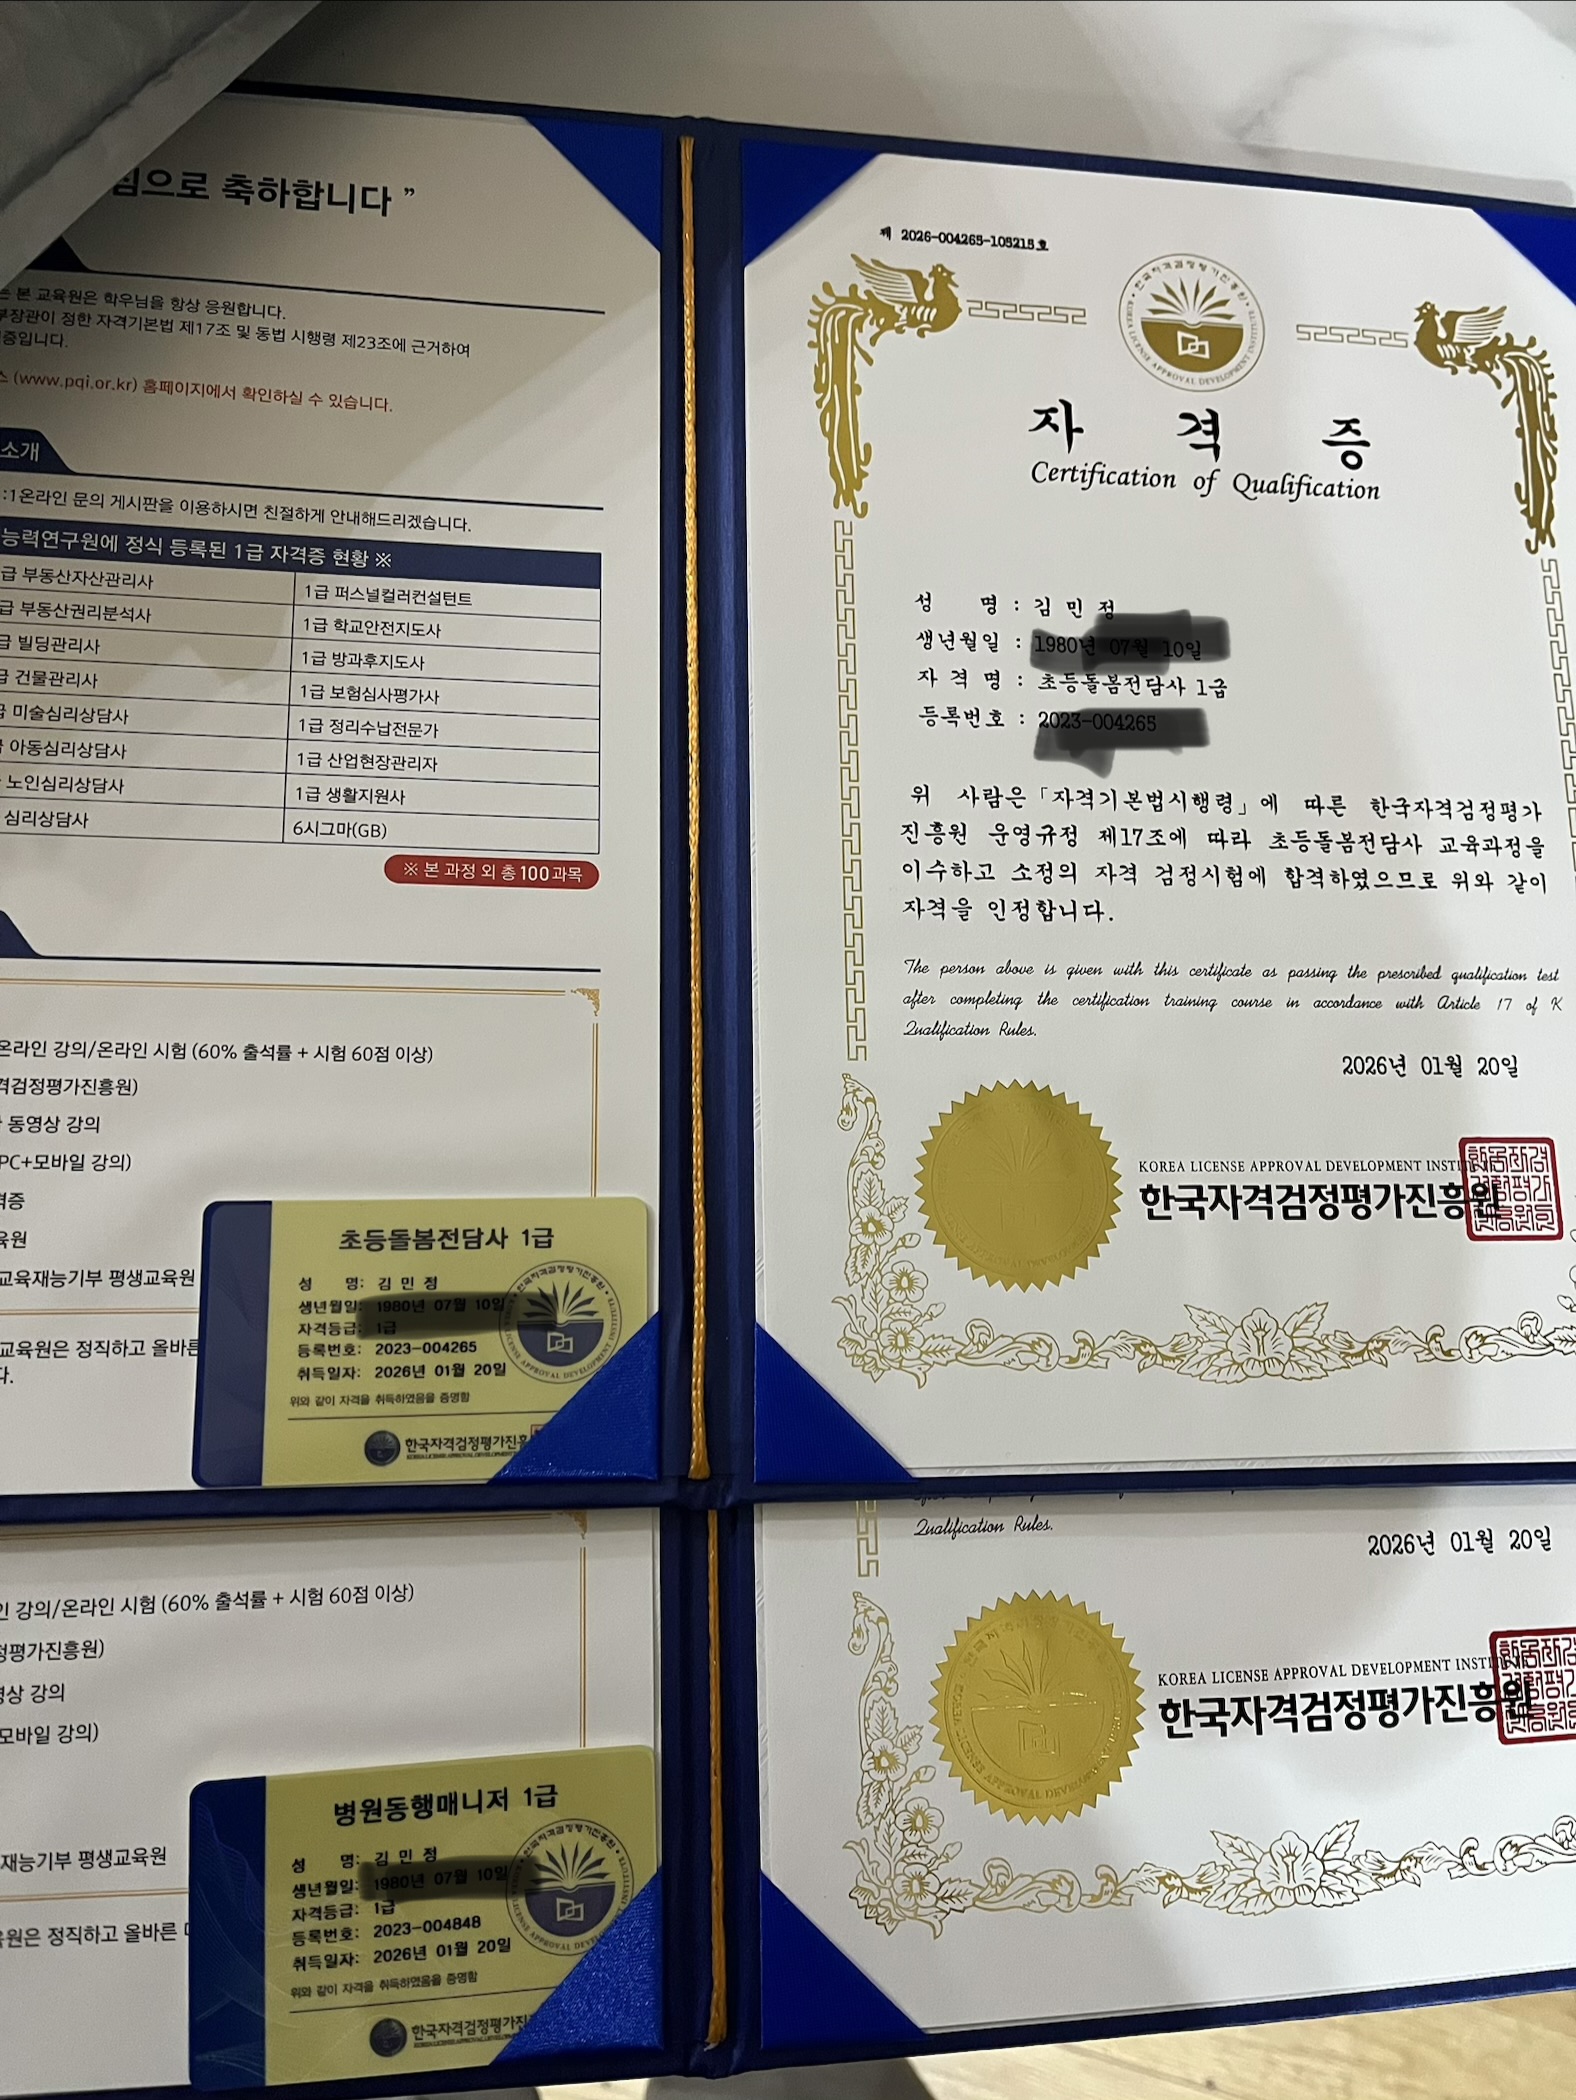 힘으로 축하합니다 ”
본 교육원은 학우님을 항상 응원합니다.
부장관이 정한 자격기본법 제17조 및 동법 시행령 제23조에 근거하여
증입니다.
스 (www.pqi.or.kr) 홈페이지에서 확인하실 수 있습니다.
소개
:1온라인 문의 게시판을 이용하시면 친절하게 안내해드리겠습니다.
능력연구원에 정식 등록된 1급 자격증 현황 ※
급 부동산자산관리사 1급 퍼스널컬러컨설턴트
급 부동산권리분석사 1급 학교안전지도사
급 빌딩관리사 1급 방과후지도사
급 건물관리사 1급 보험심사평가사
급 미술심리상담사 1급 정리수납전문가
아동심리상담사 1급 산업현장관리자
노인심리상담사 1급 생활지원사
심리상담사 6시그마(GB)
※ 본 과정 외 총 100과목
온라인 강의/온라인 시험 (60% 출석률 + 시험 60점 이상)
격검정평가진흥원)
동영상 강의
PC+모바일 강의)
격증
육원
교육재능기부 평생교육원
교육원은 정직하고 올바른
다.
초등돌봄전담사 1급
성 명: 김 민 정
생년월일:
자격등급: 1급
등록번호: 2023-004265
취득일자: 2026년 01월 20일
위와 같이 자격을 취득하였음을 증명함
한국자격검정평가진흥
제 2026-004265-105215호
한국자격검정평가진흥원
KOREA LICENSE APPROVAL DEVELOPMENT INSTITUTE
자 격 증
Certification of Qualification
성 명 : 김 민 정
생년월일 :
자 격 명 : 초등돌봄전담사 1급
등록번호 :
위 사람은 「자격기본법시행령」에 따른 한국자격검정평가
진흥원 운영규정 제17조에 따라 초등돌봄전담사 교육과정을
이수하고 소정의 자격 검정시험에 합격하였으므로 위와 같이
자격을 인정합니다.
The person above is given with this certificate as passing the prescribed qualification test
after completing the certification training course in accordance with Article 17 of K
Qualification Rules.
2026년 01월 20일
KOREA LICENSE APPROVAL DEVELOPMENT INSTI
한국자격검정평가진흥원
인 강의/온라인 시험 (60% 출석률 + 시험 60점 이상)
정평가진흥원)
영상 강의
모바일 강의)
재능기부 평생교육원
육원은 정직하고 올바른
병원동행매니저 1급
성 명: 김 민 정
생년월일:
자격등급: 1급
등록번호: 2023-004848
취득일자: 2026년 01월 20일
위와 같이 자격을 취득하였음을 증명함
한국자격검정평가진흥
Qualification Rules.
2026년 01월 20일
KOREA LICENSE APPROVAL DEVELOPMENT INSTI
한국자격검정평가진흥원